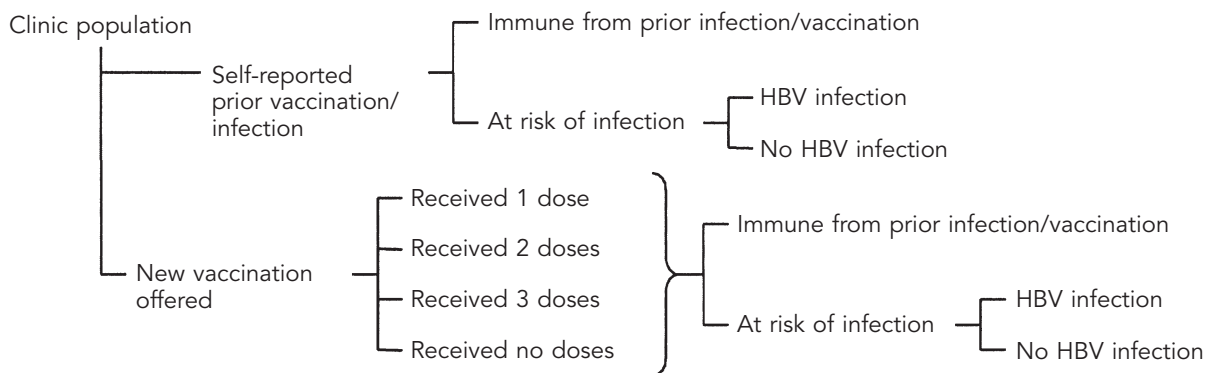 Clinic population
Self-reported
prior vaccination/
infection
Immune from prior infection/vaccination
At risk of infection
HBV infection
No HBV infection
New vaccination
offered
Received 1 dose
Received 2 doses
Received 3 doses
Received no doses
Immune from prior infection/vaccination
At risk of infection
HBV infection
No HBV infection